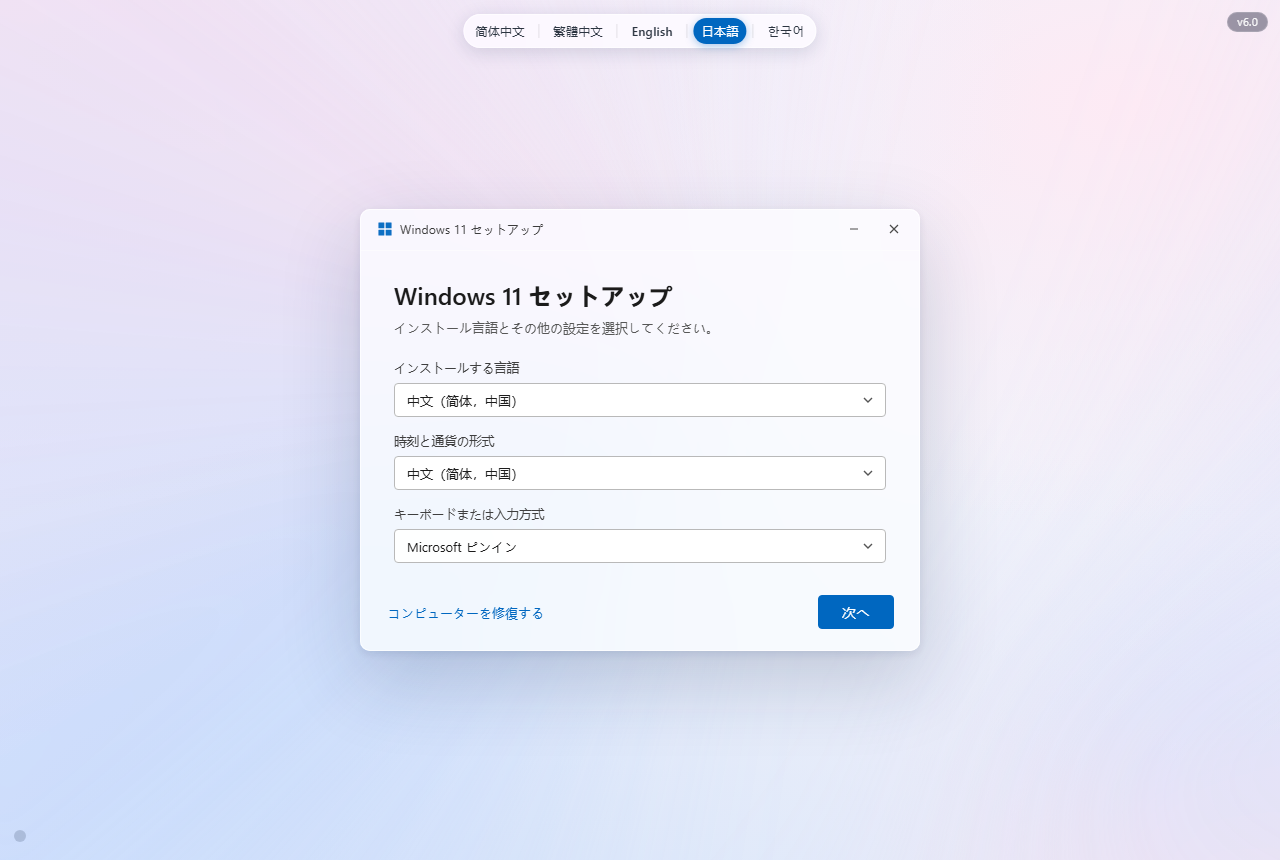 简体中文
繁體中文
English
日本語
한국어
v6.0
Windows 11 セットアップ
Windows 11 セットアップ
インストール言語とその他の設定を選択してください。
インストールする言語
中文（简体，中国）
時刻と通貨の形式
中文（简体，中国）
キーボードまたは入力方式
Microsoft ピンイン
コンピューターを修復する
次へ